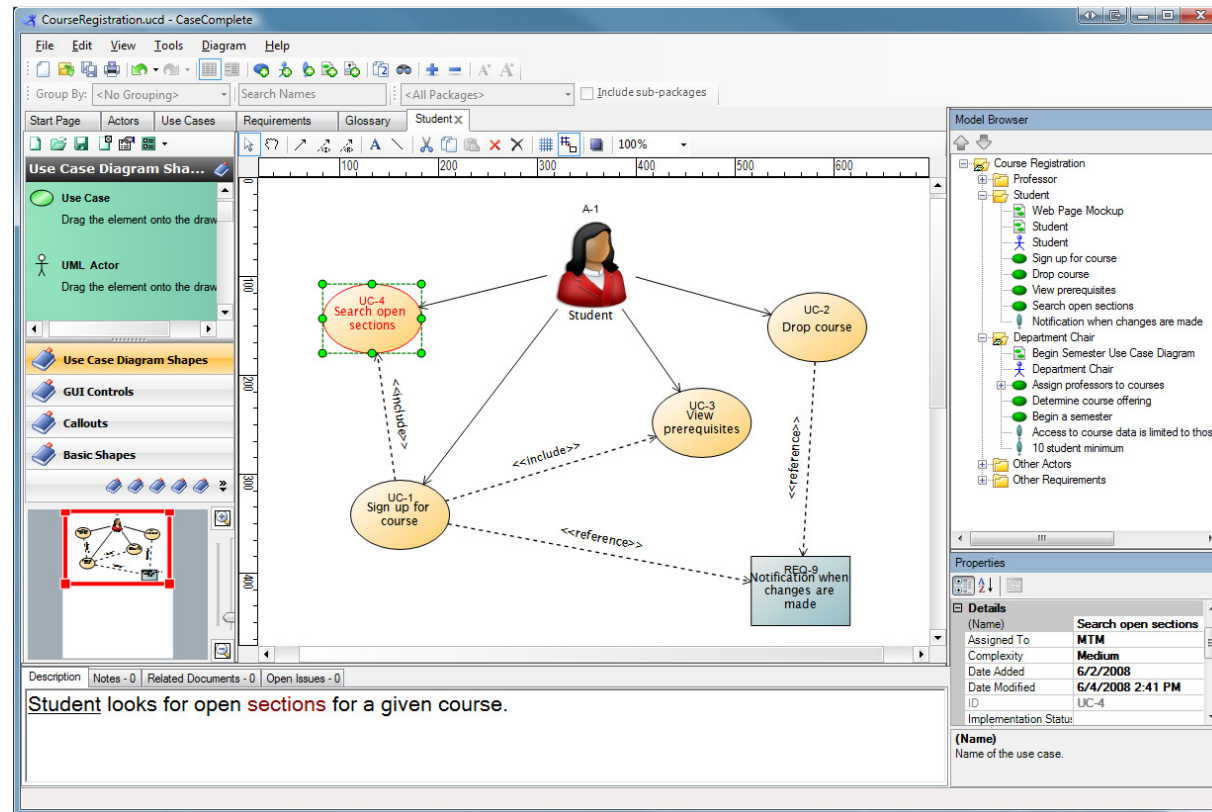 CourseRegistration.ucd - CaseComplete
File Edit View Tools Diagram Help
Group By: <No Grouping> Search Names <All Packages> Include sub-packages
Start Page Actors Use Cases Requirements Glossary Student X
100%
Use Case Diagram Sha...
Use Case
Drag the element onto the draw
UML Actor
Drag the element onto the draw
Use Case Diagram Shapes
GUI Controls
Callouts
Basic Shapes
100 200 300 400 500 600
0
100
200
300
400
A-1
Student
UC-4
Search open
sections
UC-2
Drop course
UC-3
View
prerequisites
UC-1
Sign up for
course
<<include>>
<<include>>
<<reference>>
<<reference>>
REQ-9
Notification when
changes are
made
Model Browser
Course Registration
Professor
Student
Web Page Mockup
Student
Student
Sign up for course
Drop course
View prerequisites
Search open sections
Notification when changes are made
Department Chair
Begin Semester Use Case Diagram
Department Chair
Assign professors to courses
Determine course offering
Begin a semester
Access to course data is limited to thos
10 student minimum
Other Actors
Other Requirements
Properties
Details
(Name) Search open sections
Assigned To MTM
Complexity Medium
Date Added 6/2/2008
Date Modified 6/4/2008 2:41 PM
ID UC-4
Implementation Statu
(Name)
Name of the use case.
Description Notes - 0 Related Documents - 0 Open Issues - 0
Student looks for open sections for a given course.